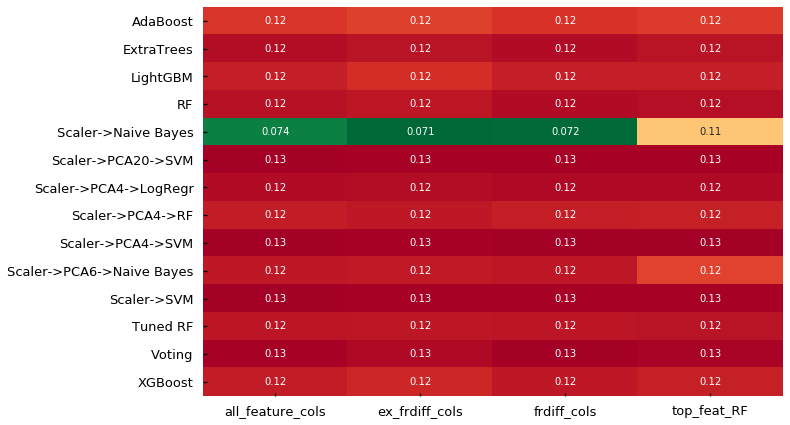 AdaBoost 0.12 0.12 0.12 0.12
ExtraTrees 0.12 0.12 0.12 0.12
LightGBM 0.12 0.12 0.12 0.12
RF 0.12 0.12 0.12 0.12
Scaler->Naive Bayes 0.074 0.071 0.072 0.11
Scaler->PCA20->SVM 0.13 0.13 0.13 0.13
Scaler->PCA4->LogRegr 0.12 0.12 0.12 0.12
Scaler->PCA4->RF 0.12 0.12 0.12 0.12
Scaler->PCA4->SVM 0.13 0.13 0.13 0.13
Scaler->PCA6->Naive Bayes 0.12 0.12 0.12 0.12
Scaler->SVM 0.13 0.13 0.13 0.13
Tuned RF 0.12 0.12 0.12 0.12
Voting 0.13 0.13 0.13 0.13
XGBoost 0.12 0.12 0.12 0.12
all_feature_cols ex_frdiff_cols frdiff_cols top_feat_RF